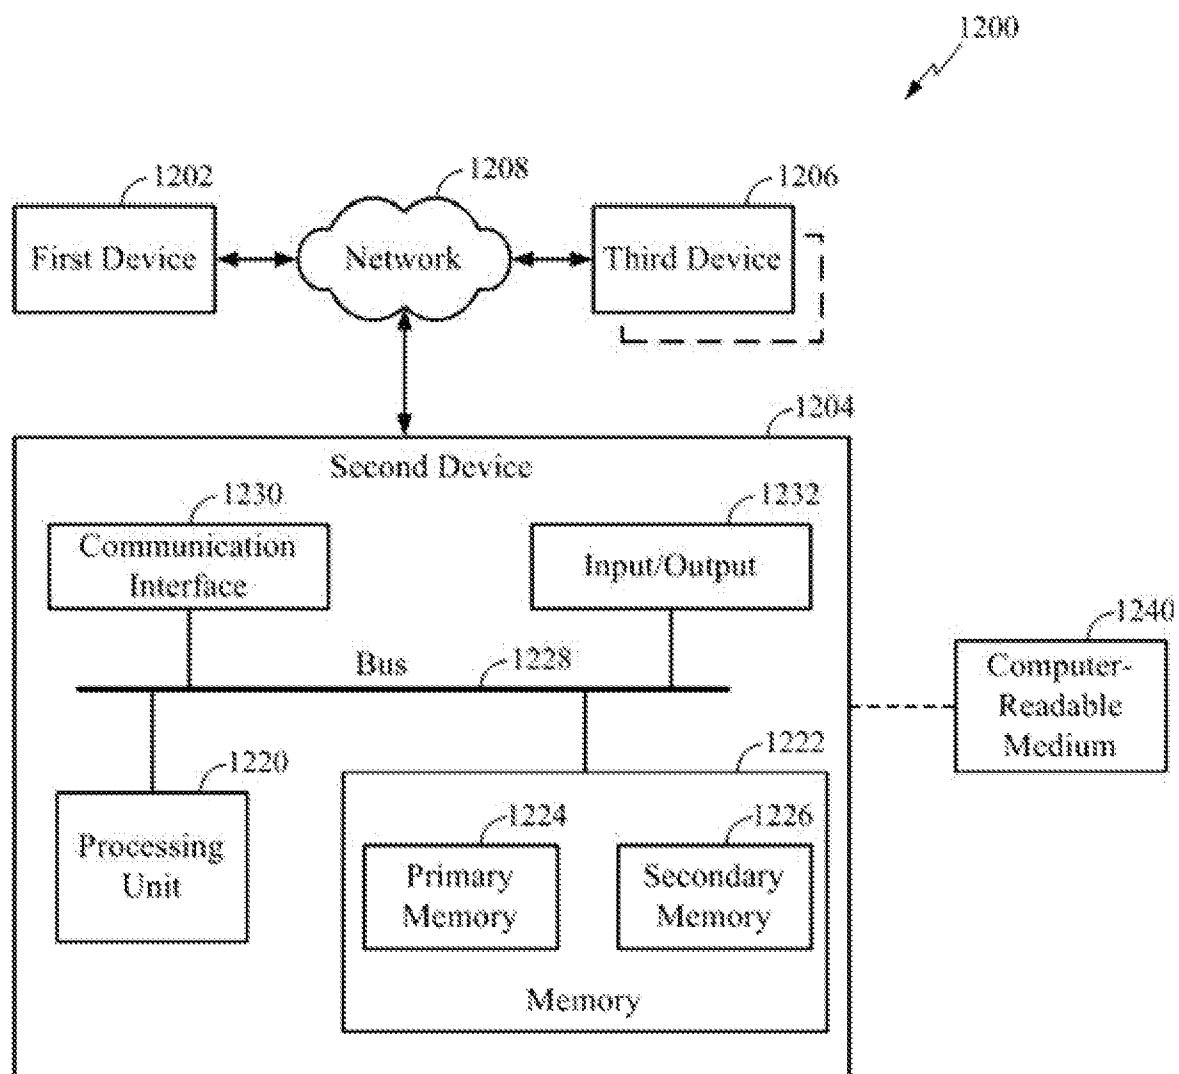 1200
1202
1208
1206
First Device
Network
Third Device
1204
Second Device
1230
1232
Communication
Interface
Input/Output
1240
Computer-
Readable
Medium
Bus
1228
1222
1220
1224
1226
Processing
Unit
Primary
Memory
Secondary
Memory
Memory